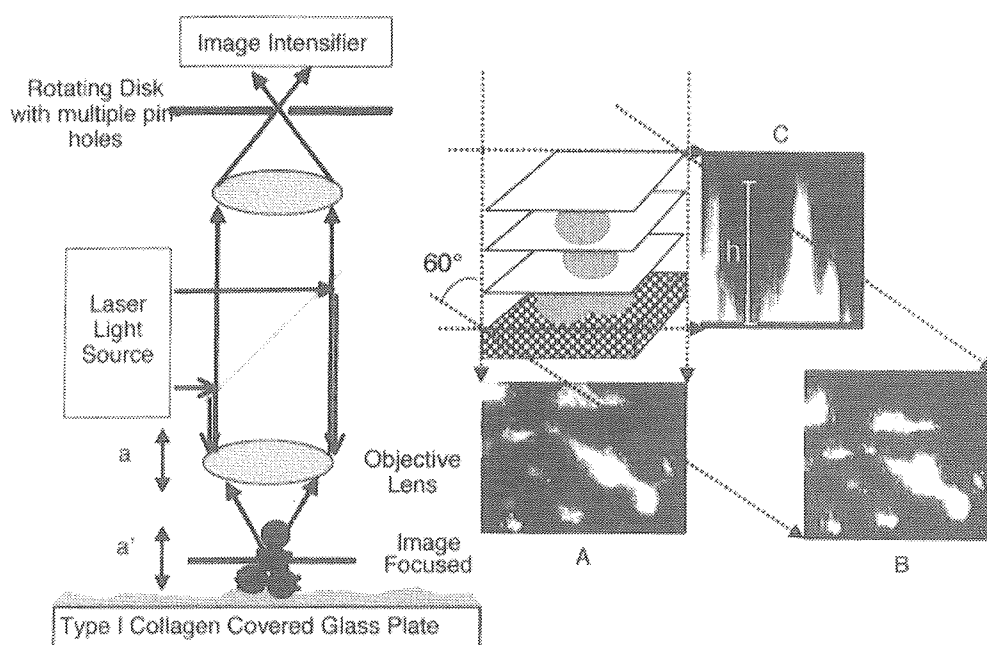 Image Intensifier
Rotating Disk
with multiple pin
holes
Laser
Light
Source
a
Objective
Lens
a'
Image
Focused
Type I Collagen Covered Glass Plate
60°
C
h
A
B